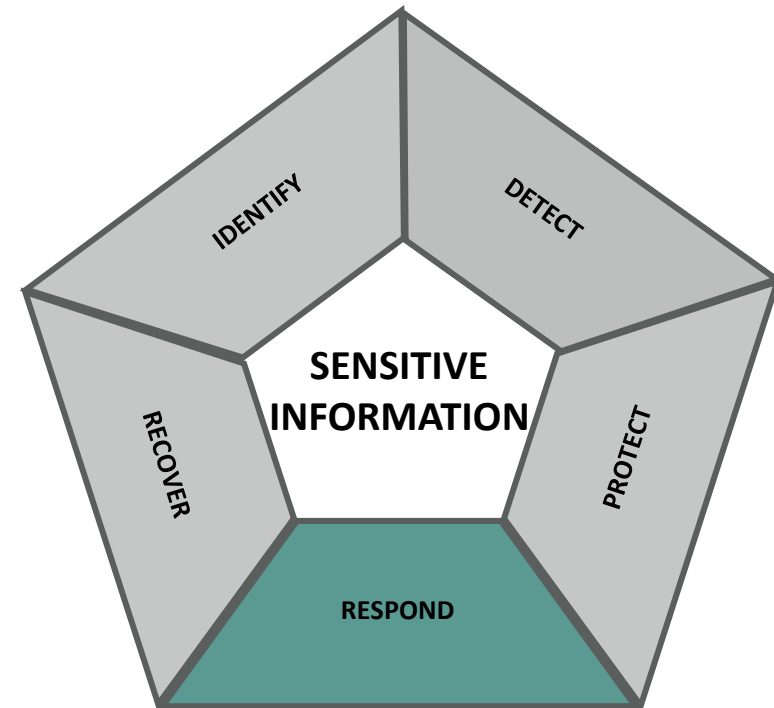 IDENTIFY
DETECT
SENSITIVE
INFORMATION
RECOVER
PROTECT
RESPOND